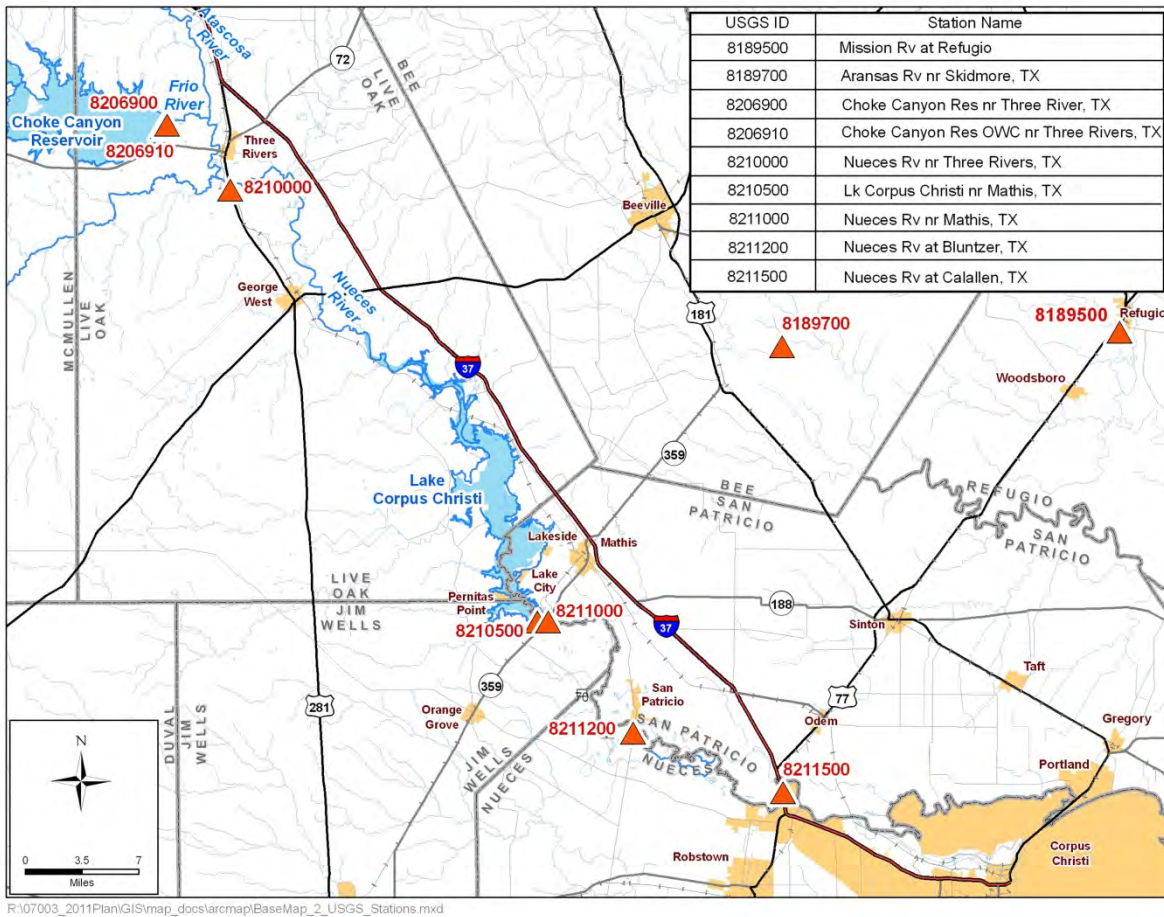 USGS ID Station Name
8189500 Mission Rv at Refugio
8189700 Aransas Rv nr Skidmore, TX
8206900 Choke Canyon Res nr Three River, TX
8206910 Choke Canyon Res OWC nr Three Rivers, TX
8210000 Nueces Rv nr Three Rivers, TX
8210500 Lk Corpus Christi nr Mathis, TX
8211000 Nueces Rv nr Mathis, TX
8211200 Nueces Rv at Bluntzer, TX
8211500 Nueces Rv at Calallen, TX
Atascosa
River
72
BEE
LIVE
OAK
Frio
River
8206900
Choke Canyon
Reservoir
8206910
Three
Rivers
8210000
Beeville
MCMULLEN
LIVE
OAK
George
West
Nueces
River
181
8189700
8189500
Refugio
37
Woodsboro
359
Lake
Corpus Christi
BEE
SAN
PATRICIO
REFUGIO
SAN
PATRICIO
Lakeside
Mathis
Lake
City
LIVE
OAK
JIM
WELLS
Pernitas
Point
8211000
8210500
188
37
Sinton
DUVAL
JIM
WELLS
281
359
Orange
Grove
70
San
Patricio
Taft
77
Odem
8211200
SAN PATRICIO
NUECES
JIM
WELLS
NUECES
Gregory
Portland
8211500
Robstown
Corpus
Christi
N
0 3.5 7
Miles
R:\07003_2011Plan\GIS\map_docs\arcmap\BaseMap_2_USGS_Stations.mxd